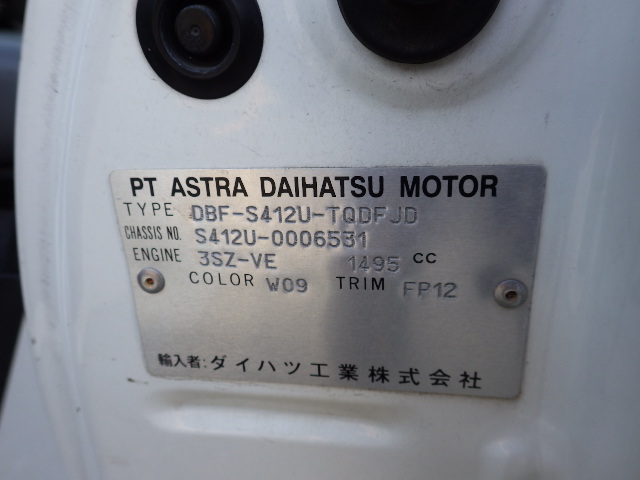 PT ASTRA DAIHATSU MOTOR
TYPE DBF-S412U-TQDFJD
CHASSIS NO. S412U-0006531
ENGINE 3SZ-VE 1495 CC
COLOR W09 TRIM FP12
輸入者: ダイハツ工業株式会社